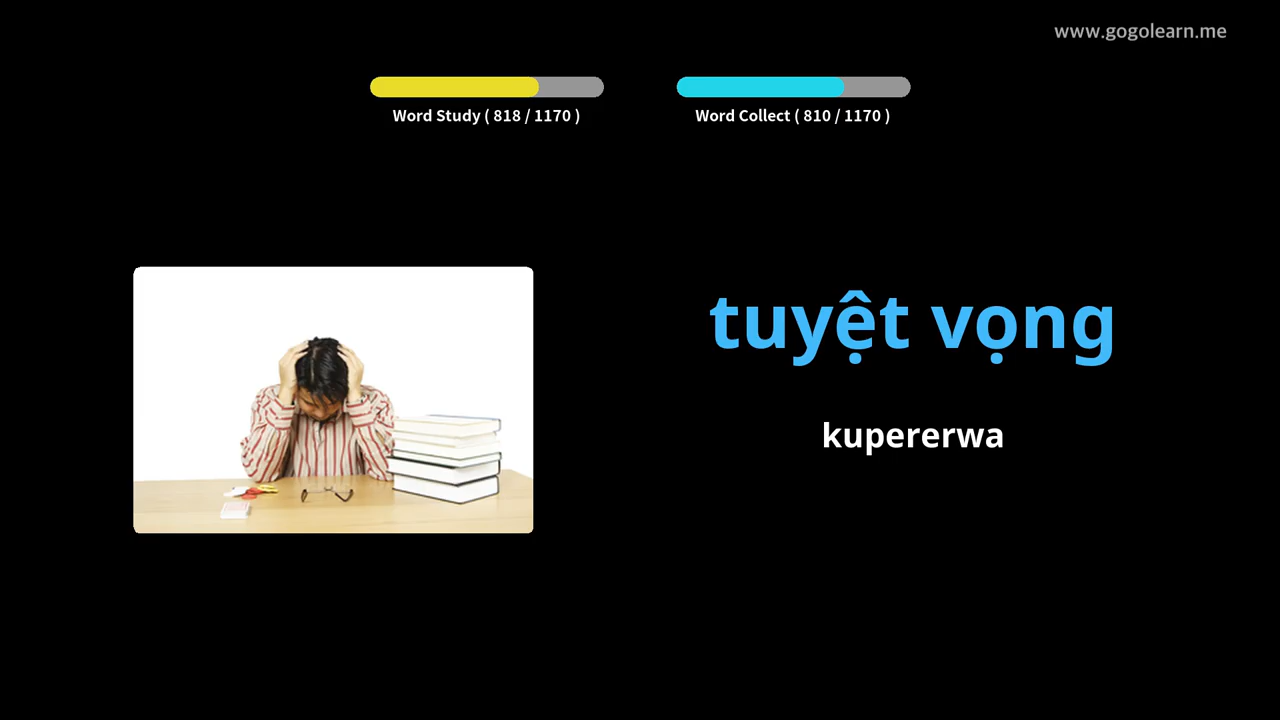 www.gogolearn.me
Word Study ( 818 / 1170 )
Word Collect ( 810 / 1170 )
tuyệt vọng
kupererwa